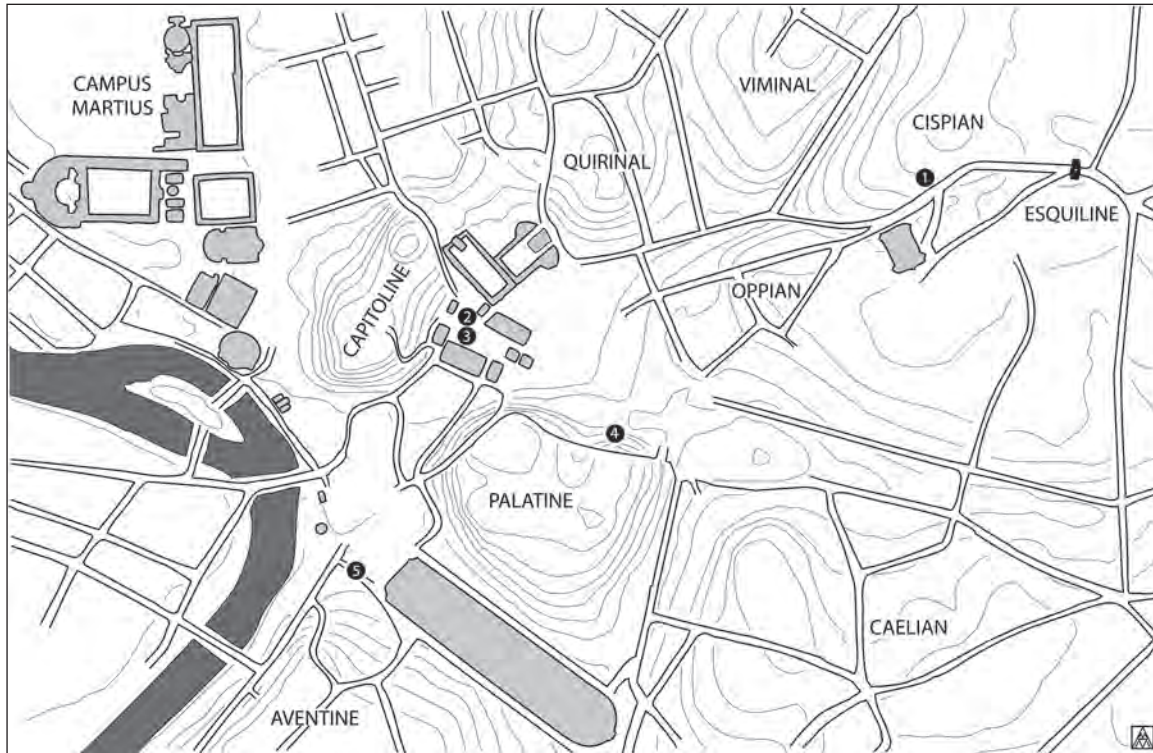 CAMPUS
MARTIUS
VIMINAL
CISPIAN
QUIRINAL
1
ESQUILINE
CAPITOLINE
OPPIAN
2
3
4
PALATINE
5
CAELIAN
AVENTINE